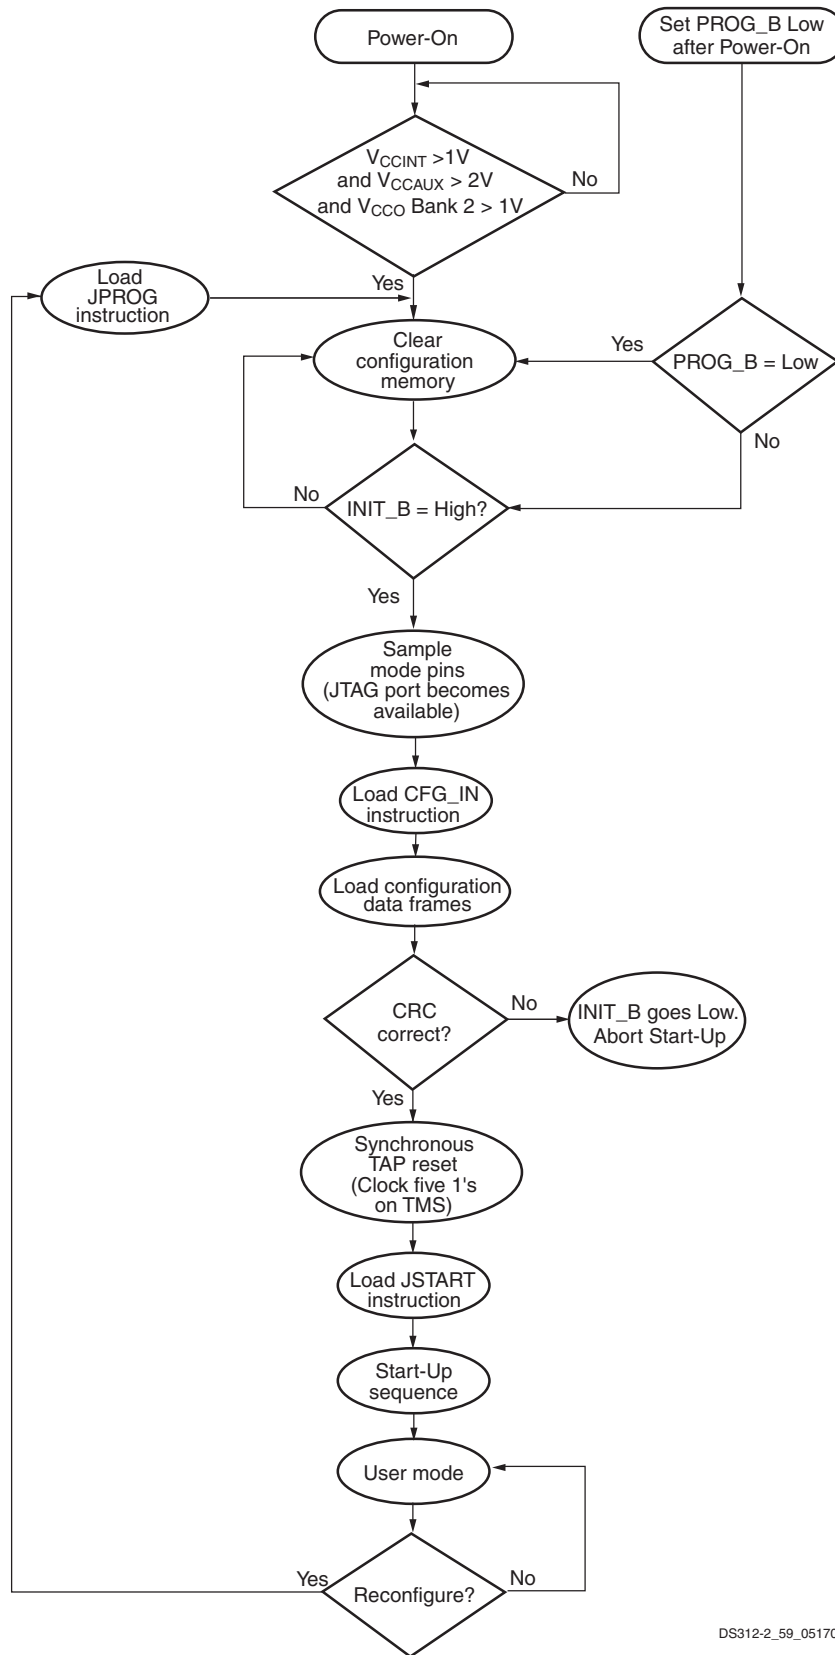 Power-On
Set PROG_B Low
after Power-On
VCCINT >1V
and VCCAUX > 2V
and VCCO Bank 2 > 1V
No
Yes
Load
JPROG
instruction
Clear
configuration
memory
Yes
PROG_B = Low
No
No
INIT_B = High?
Yes
Sample
mode pins
(JTAG port becomes
available)
Load CFG_IN
instruction
Load configuration
data frames
CRC
correct?
No
INIT_B goes Low.
Abort Start-Up
Yes
Synchronous
TAP reset
(Clock five 1's
on TMS)
Load JSTART
instruction
Start-Up
sequence
User mode
Yes
Reconfigure?
No
DS312-2_59_05170